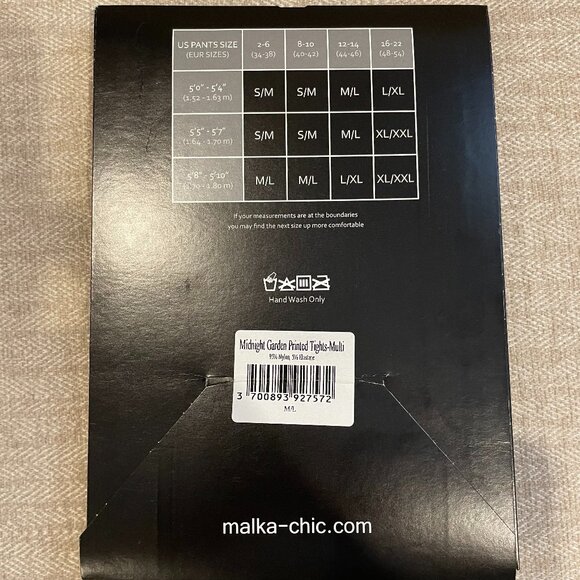 US PANTS SIZE 2-6 8-10 12-14 16-22
(EUR SIZES) (34-38) (40-42) (44-46) (48-54)
5'0" - 5'4" S/M S/M M/L L/XL
(1.52 - 1.63 m)
5'5" - 5'7" S/M S/M M/L XL/XXL
(1.64 - 1.70 m)
5'8" - 5'10" M/L M/L L/XL XL/XXL
(1.70 - 1.80 m)
If your measurements are at the boundaries
you may find the next size up more comfortable
Hand Wash Only
Midnight Garden Printed Tights-Multi
95% Nylon, 5% Elastane
3 700893 927572
M/L
malka-chic.com